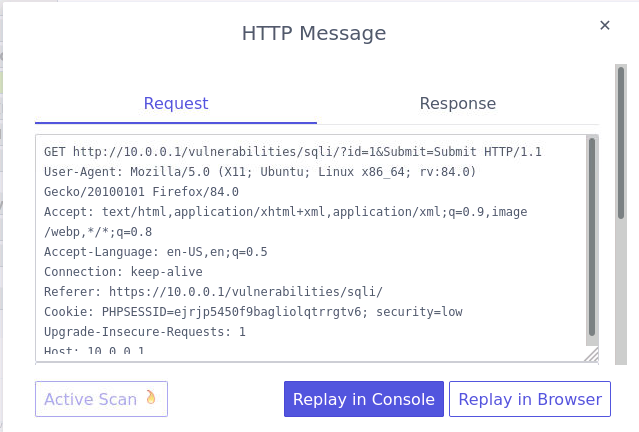 HTTP Message
×
Request
Response
GET http://10.0.0.1/vulnerabilities/sqli/?id=1&Submit=Submit HTTP/1.1
User-Agent: Mozilla/5.0 (X11; Ubuntu; Linux x86_64; rv:84.0)
Gecko/20100101 Firefox/84.0
Accept: text/html,application/xhtml+xml,application/xml;q=0.9,image
/webp,*/*;q=0.8
Accept-Language: en-US,en;q=0.5
Connection: keep-alive
Referer: https://10.0.0.1/vulnerabilities/sqli/
Cookie: PHPSESSID=ejrjp5450f9bagliolqtrrgtv6; security=low
Upgrade-Insecure-Requests: 1
Host: 10.0.0.1
Active Scan
Replay in Console
Replay in Browser